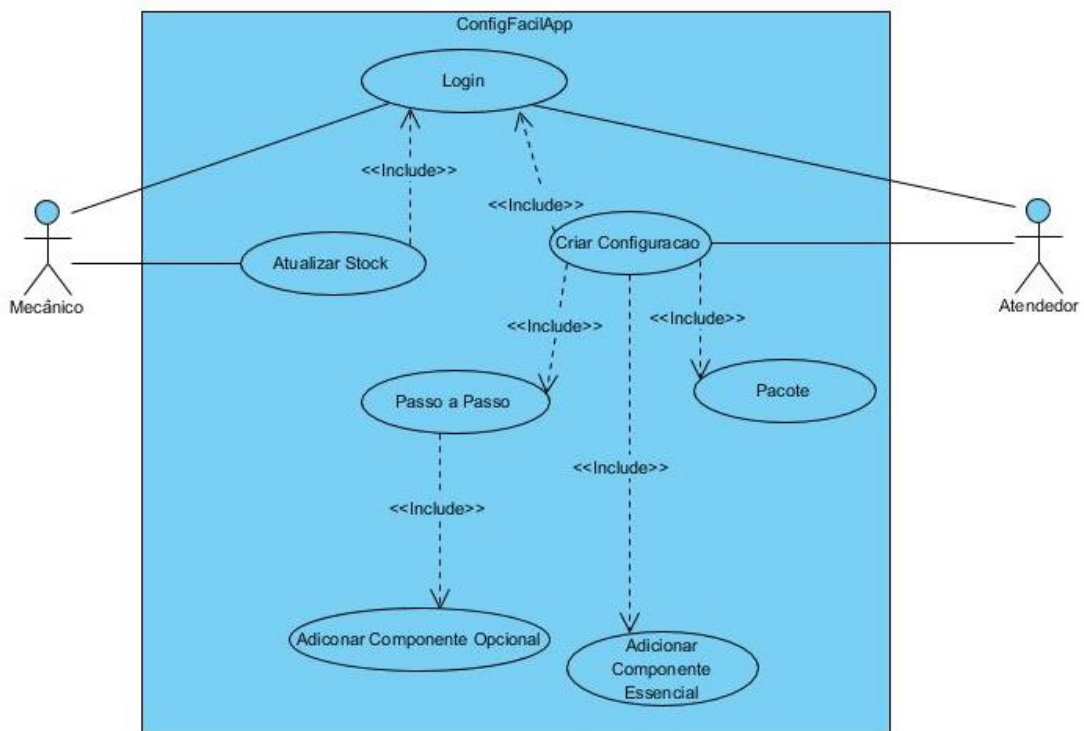 ConfigFacilApp
Login
<<Include>>
<<Include>>
Criar Configuracao
Atualizar Stock
Mecânico
Atendedor
<<Include>>
<<Include>>
Passo a Passo
Pacote
<<Include>>
<<Include>>
Adiconar Componente Opcional
Adicionar
Componente
Essencial